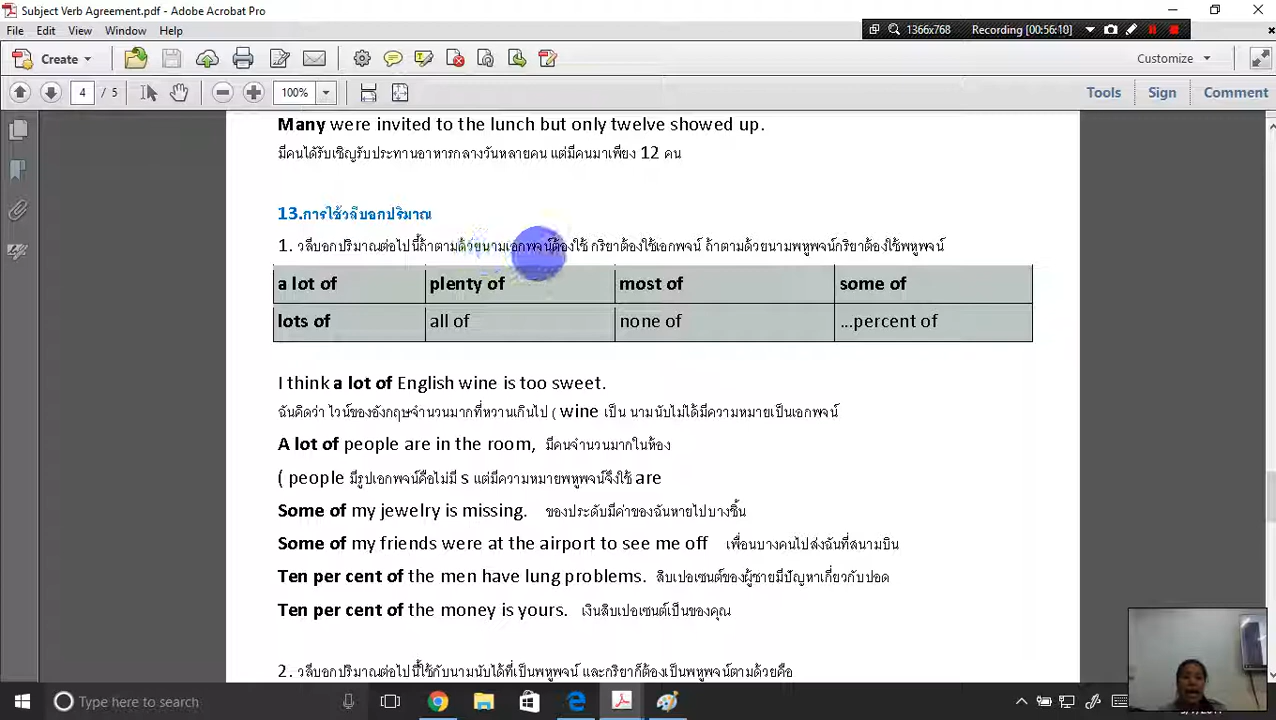 Subject Verb Agreement.pdf - Adobe Acrobat Pro
File Edit View Window Help
1366x768 Recording [00:56:10]
Create Customize
4 / 5 100% Tools Sign Comment
Many were invited to the lunch but only twelve showed up.
มีคนได้รับเชิญรับประทานอาหารกลางวันหลายคน แต่มีคนมาเพียง 12 คน
13.การใช้วลีบอกปริมาณ
1. วลีบอกปริมาณต่อไปนี้ถ้าตามด้วยนามเอกพจน์ต้องใช้ กริยาต้องใช้เอกพจน์ ถ้าตามด้วยนามพหูพจน์กริยาต้องใช้พหูพจน์
a lot of plenty of most of some of
lots of all of none of ...percent of
I think a lot of English wine is too sweet.
ฉันคิดว่า ไวน์ของอังกฤษจำนวนมากที่หวานเกินไป ( wine เป็น นามนับไม่ได้มีความหมายเป็นเอกพจน์
A lot of people are in the room, มีคนจำนวนมากในห้อง
( people มีรูปเอกพจน์คือไม่มี s แต่มีความหมายพหูพจน์จึงใช้ are
Some of my jewelry is missing. ของประดับมีค่าของฉันหายไปบางชิ้น
Some of my friends were at the airport to see me off เพื่อนบางคนไปส่งฉันที่สนามบิน
Ten per cent of the men have lung problems. สิบเปอเซนต์ของผู้ชายมีปัญหาเกี่ยวกับปอด
Ten per cent of the money is yours. เงินสิบเปอเซนต์เป็นของคุณ
2. วลีบอกปริมาณต่อไปนี้ใช้กับนามนับได้ที่เป็นพหูพจน์ และกริยาก็ต้องเป็นพหูพจน์ตามด้วยคือ
Type here to search